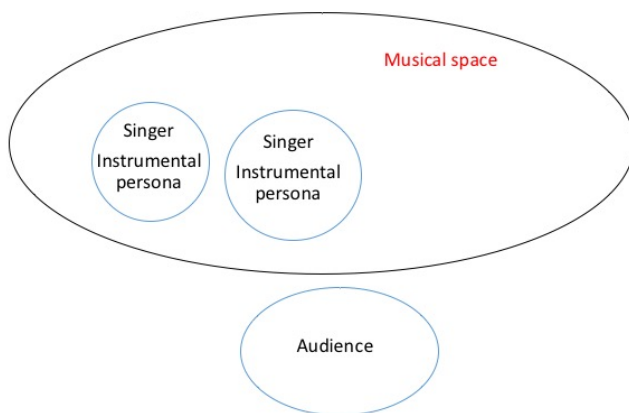 Musical space
Singer
Instrumental
persona
Singer
Instrumental
persona
Audience